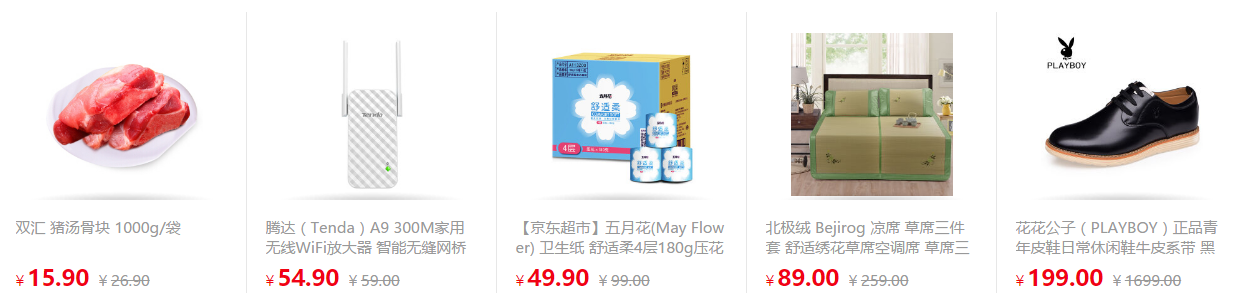 Tenda
五月花
舒适柔
4层
PLAYBOY
双汇 猪汤骨块 1000g/袋
¥15.90 ¥26.90
腾达（Tenda）A9 300M家用
无线WiFi放大器 智能无缝网桥
¥54.90 ¥59.00
【京东超市】五月花(May Flow
er) 卫生纸 舒适柔4层180g压花
¥49.90 ¥99.00
北极绒 Bejirog 凉席 草席三件
套 舒适绣花草席空调席 草席三
¥89.00 ¥259.00
花花公子（PLAYBOY）正品青
年皮鞋日常休闲鞋牛皮系带 黑
¥199.00 ¥1699.00